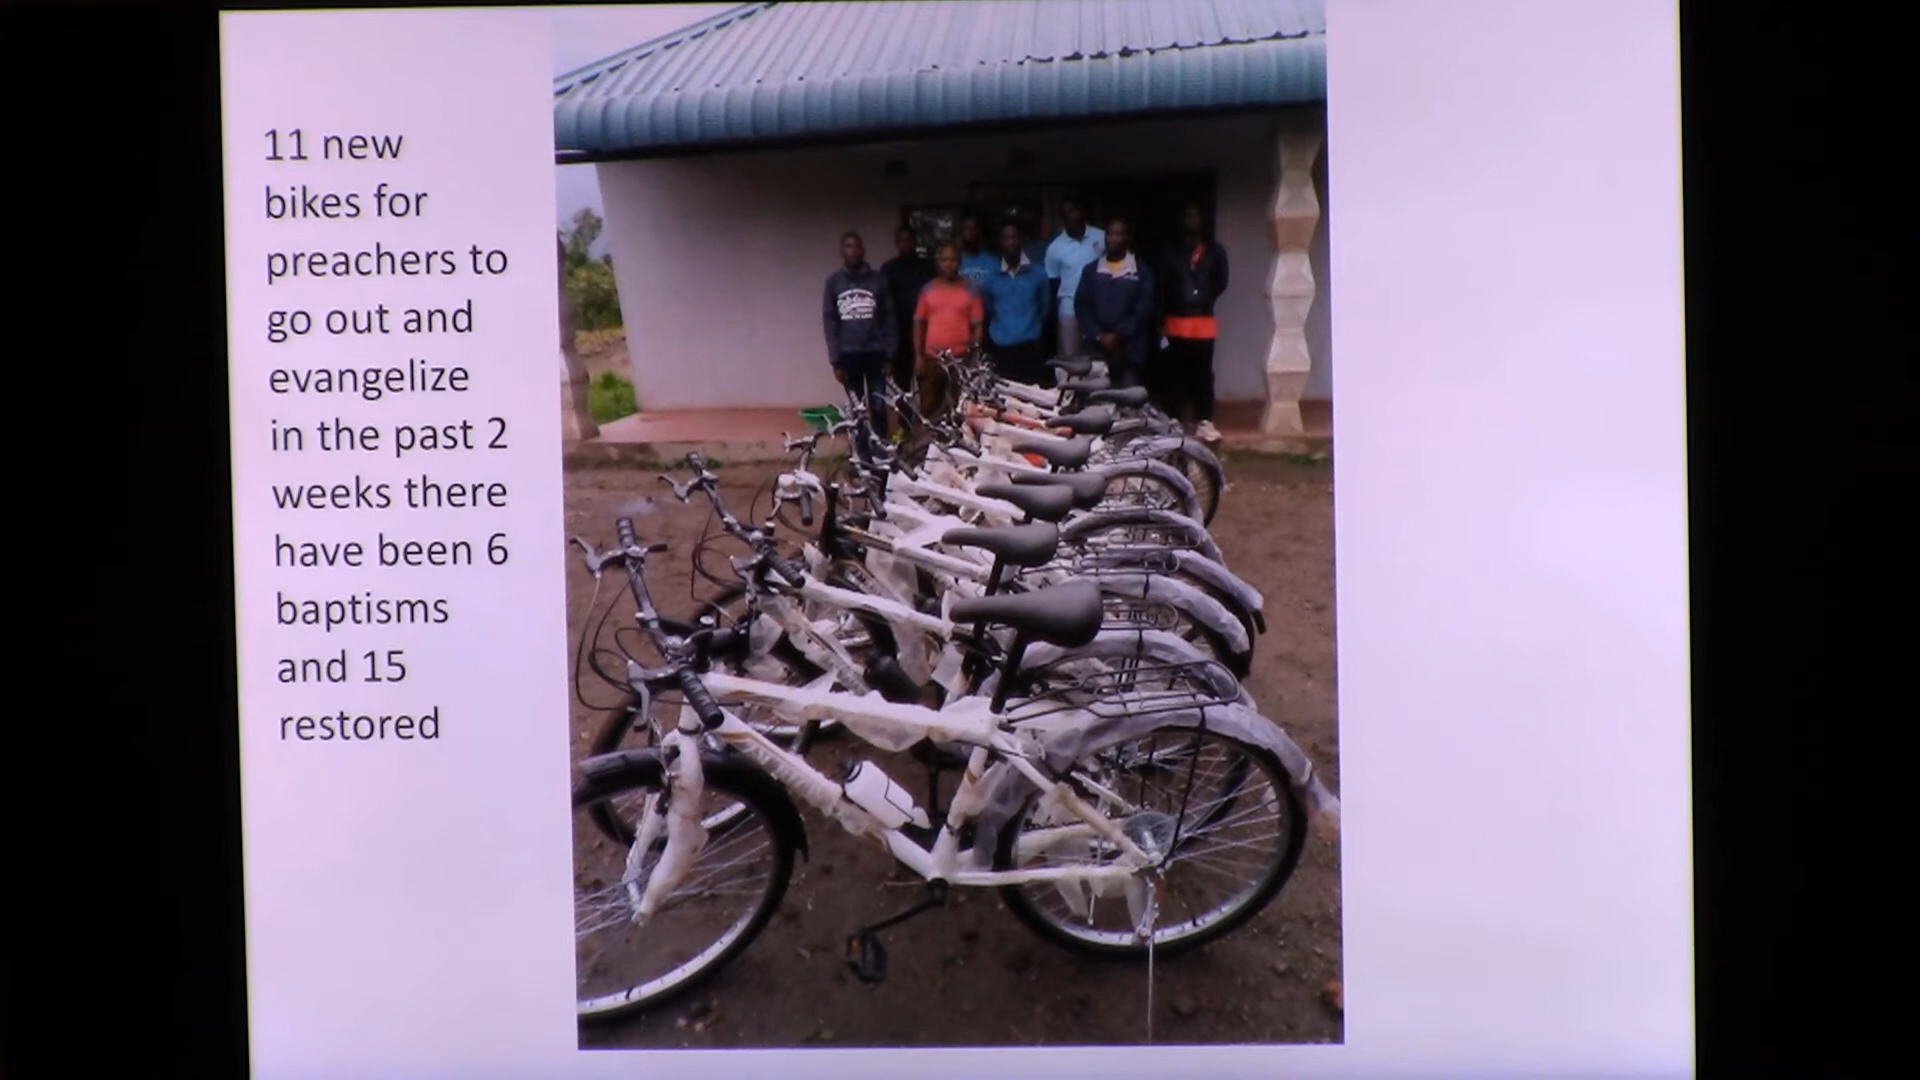 11 new
bikes for
preachers to
go out and
evangelize
in the past 2
weeks there
have been 6
baptisms
and 15
restored